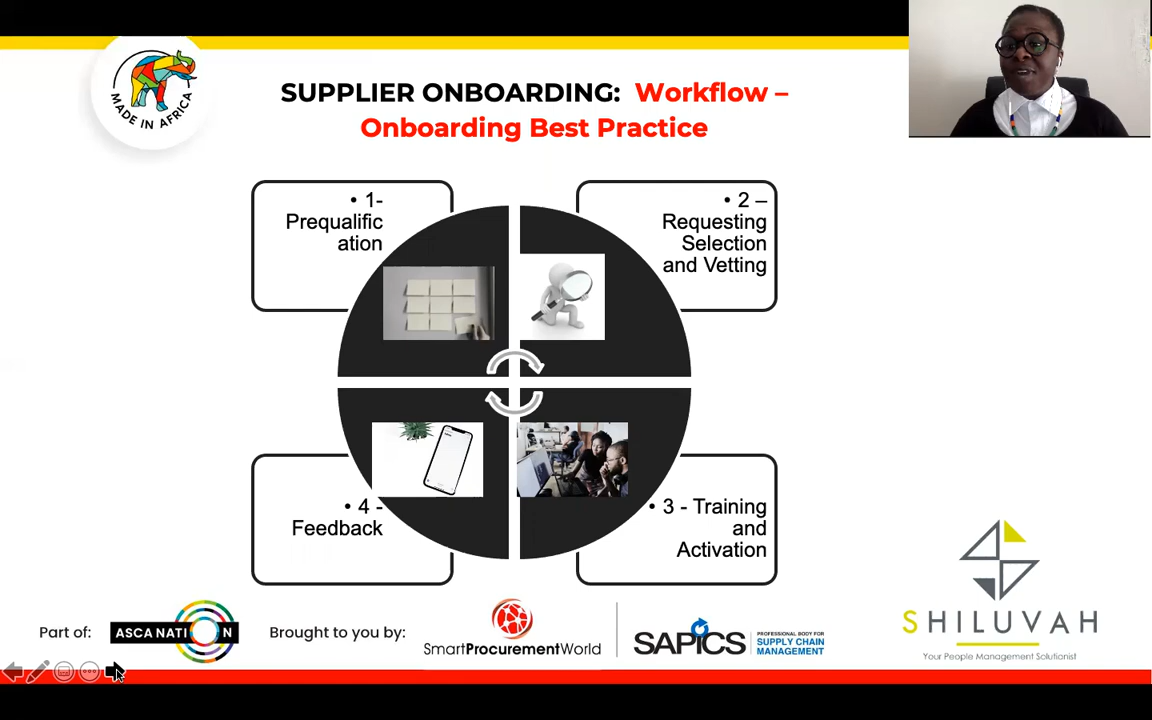 MADE IN AFRICA
SUPPLIER ONBOARDING: Workflow –
Onboarding Best Practice
• 1-
Prequalific
ation
• 2 –
Requesting
Selection
and Vetting
• 4 -
Feedback
• 3 - Training
and
Activation
Part of:
ASCA NATION
Brought to you by:
SmartProcurementWorld
SAPICS
PROFESSIONAL BODY FOR
SUPPLY CHAIN
MANAGEMENT
SHILUVAH
Your People Management Solutionist